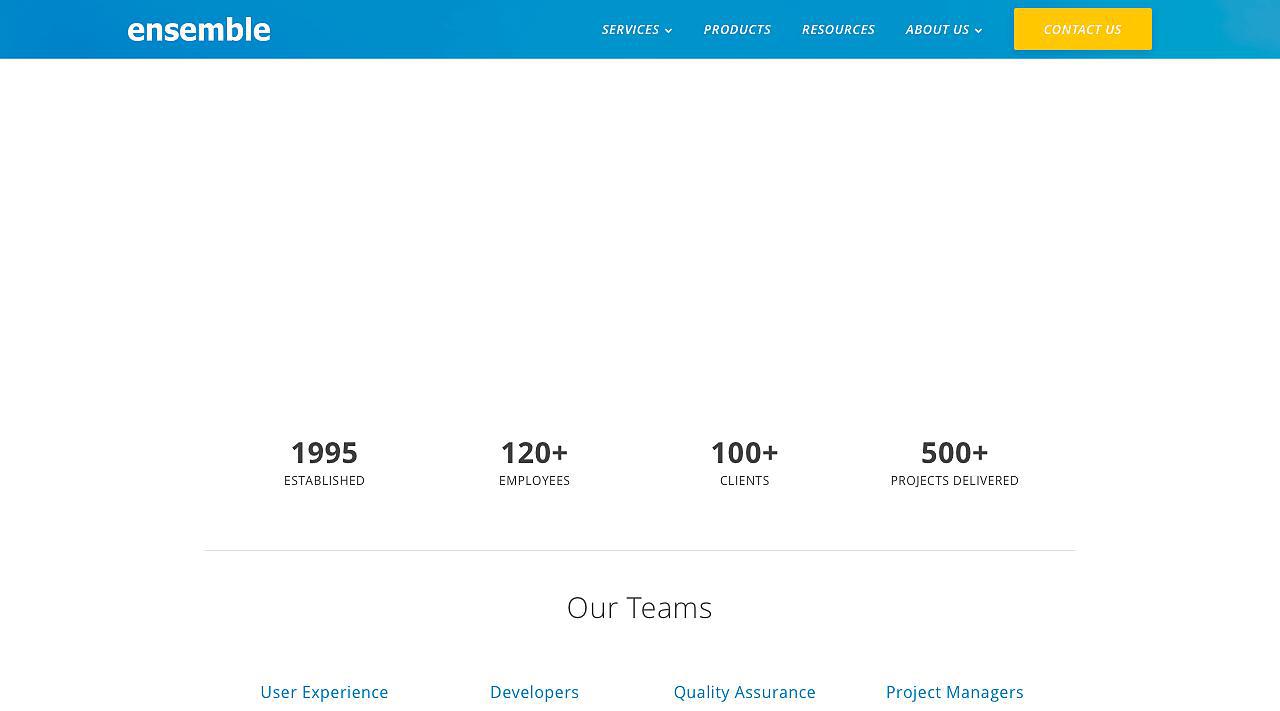 ensemble
SERVICES
PRODUCTS
RESOURCES
ABOUT US
CONTACT US
1995
ESTABLISHED
120+
EMPLOYEES
100+
CLIENTS
500+
PROJECTS DELIVERED
Our Teams
User Experience
Developers
Quality Assurance
Project Managers